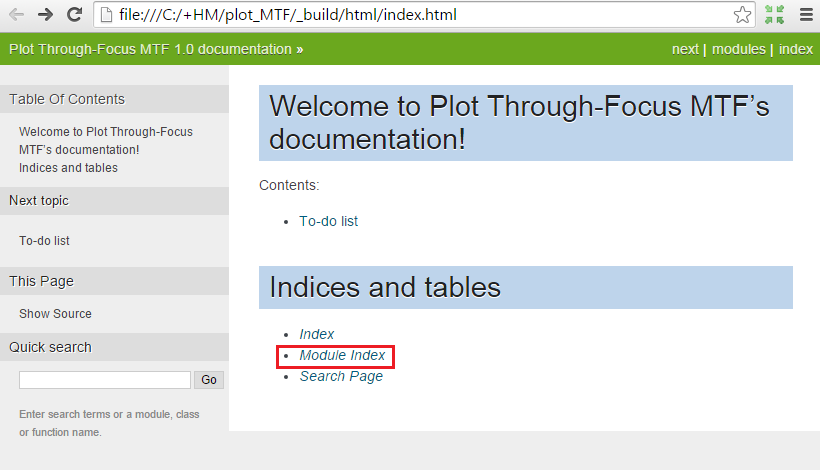 file:///C:/+HM/plot_MTF/_build/html/index.html
Plot Through-Focus MTF 1.0 documentation »
next | modules | index
Table Of Contents
Welcome to Plot Through-Focus
MTF's documentation!
Indices and tables
Next topic
To-do list
This Page
Show Source
Quick search
Go
Enter search terms or a module, class
or function name.
Welcome to Plot Through-Focus MTF's
documentation!
Contents:
• To-do list
Indices and tables
• Index
• Module Index
• Search Page